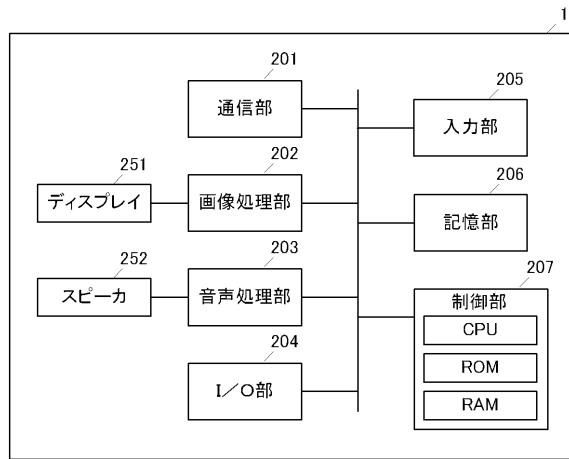 1
201
通信部
205
入力部
251
ディスプレイ
202
画像処理部
206
記憶部
252
スピーカ
203
音声処理部
207
制御部
CPU
ROM
RAM
204
I/O部